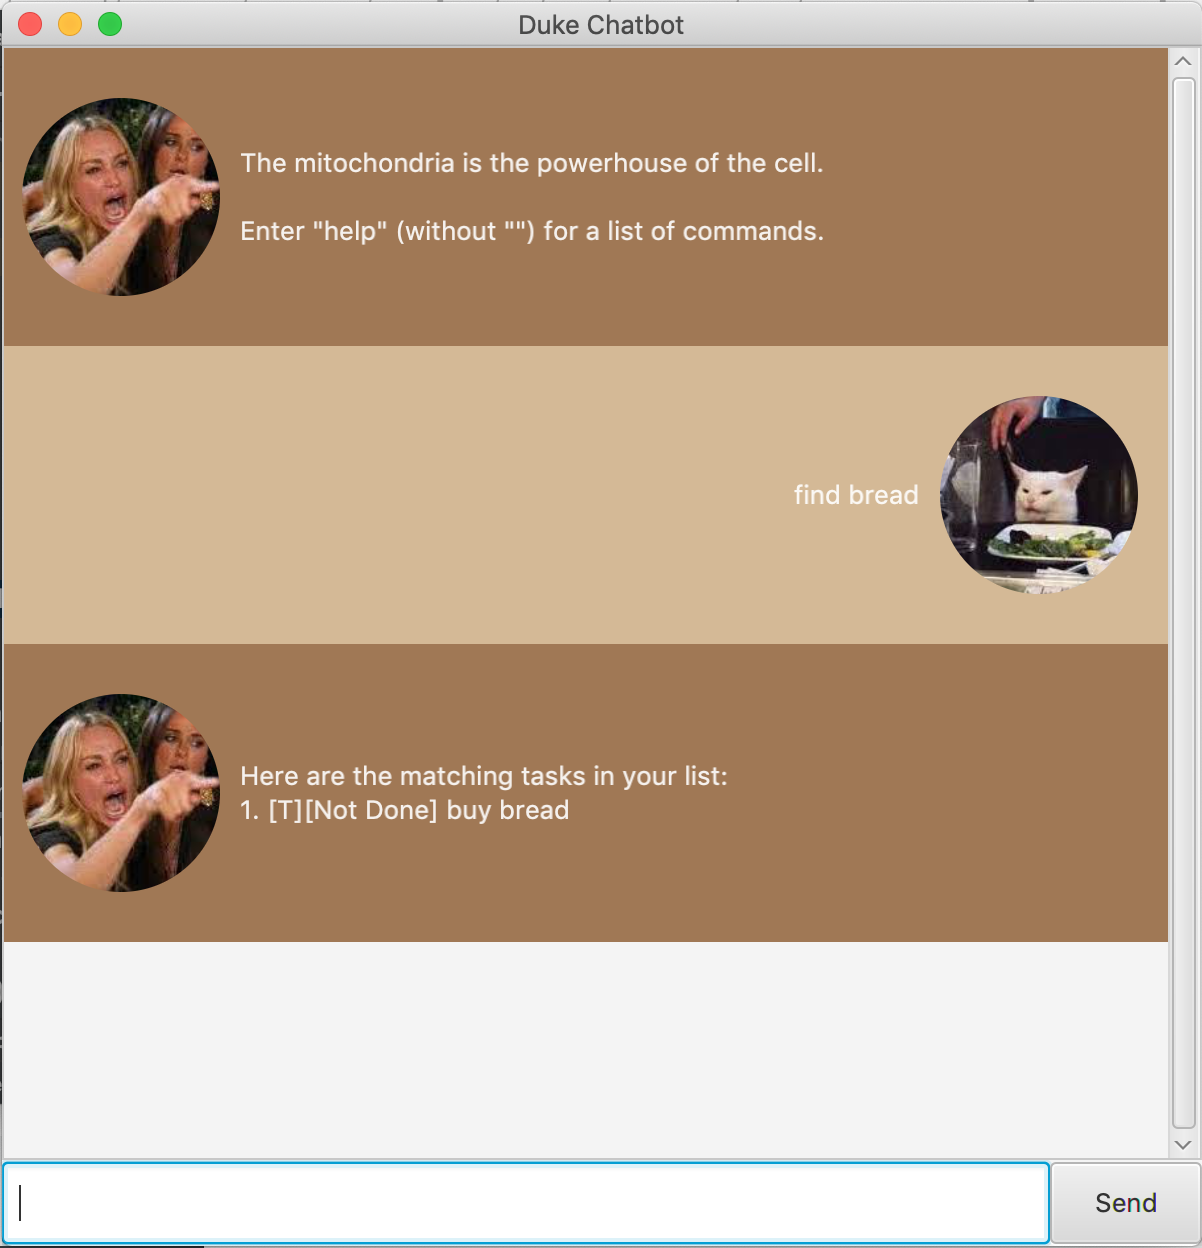 Duke Chatbot
The mitochondria is the powerhouse of the cell.
Enter "help" (without "") for a list of commands.
find bread
Here are the matching tasks in your list:
1. [T][Not Done] buy bread
Send